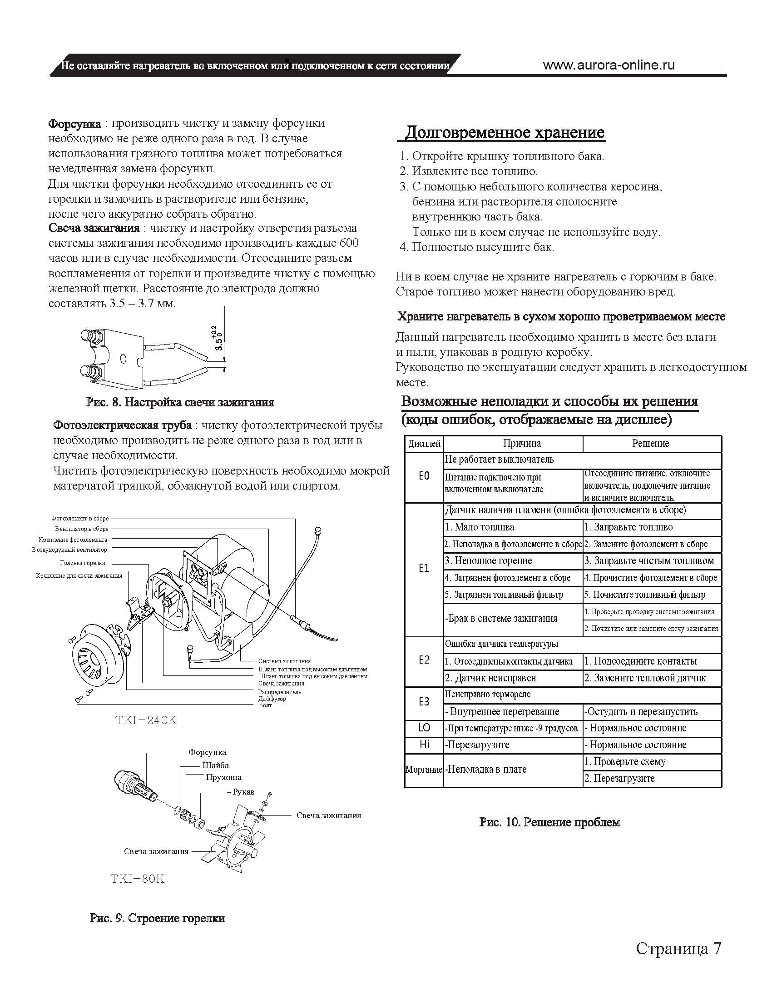 Не оставляйте нагреватель во включенном или подключенном к сети состоянии
www.aurora-online.ru
Форсунка : производить чистку и замену форсунки
необходимо не реже одного раза в год. В случае
использования грязного топлива может потребоваться
немедленная замена форсунки.
Для чистки форсунки необходимо отсоединить ее от
горелки и замочить в растворителе или бензине,
после чего аккуратно собрать обратно.
Свеча зажигания : чистку и настройку отверстия разъема
системы зажигания необходимо производить каждые 600
часов или в случае необходимости. Отсоедините разъем
воспламенения от горелки и произведите чистку с помощью
железной щетки. Расстояние до электрода должно
составлять 3.5 – 3.7 мм.
3.5 +0.2 0
Рис. 8. Настройка свечи зажигания
Фотоэлектрическая труба : чистку фотоэлектрической трубы
необходимо производить не реже одного раза в год или в
случае необходимости.
Чистить фотоэлектрическую поверхность необходимо мокрой
матерчатой тряпкой, обмакнутой водой или спиртом.
Фотоэлемент в сборе
Вентилятор в сборе
Крепление фотоэлемента
Воздуходувный вентилятор
Головка горелки
Крепление для свечи зажигания
Система зажигания
Шланг топлива под высоким давлением
Шланг топлива под высоким давлением
Свеча зажигания
Распределитель
Диффузор
Болт
TKI-240K
Форсунка
Шайба
Пружина
Рукав
Свеча зажигания
Свеча зажигания
TKI-80K
Рис. 9. Строение горелки
Долговременное хранение
1. Откройте крышку топливного бака.
2. Извлеките все топливо.
3. С помощью небольшого количества керосина,
бензина или растворителя сполосните
внутреннюю часть бака.
Только ни в коем случае не используйте воду.
4. Полностью высушите бак.
Ни в коем случае не храните нагреватель с горючим в баке.
Старое топливо может нанести оборудованию вред.
Храните нагреватель в сухом хорошо проветриваемом месте
Данный нагреватель необходимо хранить в месте без влаги
и пыли, упаковав в родную коробку.
Руководство по эксплуатации следует хранить в легкодоступном
месте.
Возможные неполадки и способы их решения
(коды ошибок, отображаемые на дисплее)
Дисплей Причина Решение
E0
Не работает выключатель
Питание подключено при
включенном выключателе
Отсоедините питание, отключите
включатель, подключите питание
и включите включатель.
E1
Датчик наличия пламени (ошибка фотоэлемента в сборе)
1. Мало топлива 1. Заправьте топливо
2. Неполадка в фотоэлементе в сборе 2. Замените фотоэлемент в сборе
3. Неполное горение 3. Заправьте чистым топливом
4. Загрязнен фотоэлемент в сборе 4. Прочистите фотоэлемент в сборе
5. Загрязнен топливный фильтр 5. Почистите топливный фильтр
-Брак в системе зажигания
1. Проверьте проводку системы зажигания
2. Почистите или замените свечу зажигания
E2
Ошибка датчика температуры
1. Отсоединены контакты датчика 1. Подсоедините контакты
2. Датчик неисправен 2. Замените тепловой датчик
E3
Неисправно термореле
- Внутреннее перегревание -Остудить и перезапустить
LO -При температуре ниже -9 градусов - Нормальное состояние
Hi -Перезагрузите - Нормальное состояние
Моргание -Неполадка в плате
1. Проверьте схему
2. Перезагрузите
Рис. 10. Решение проблем
Страница 7